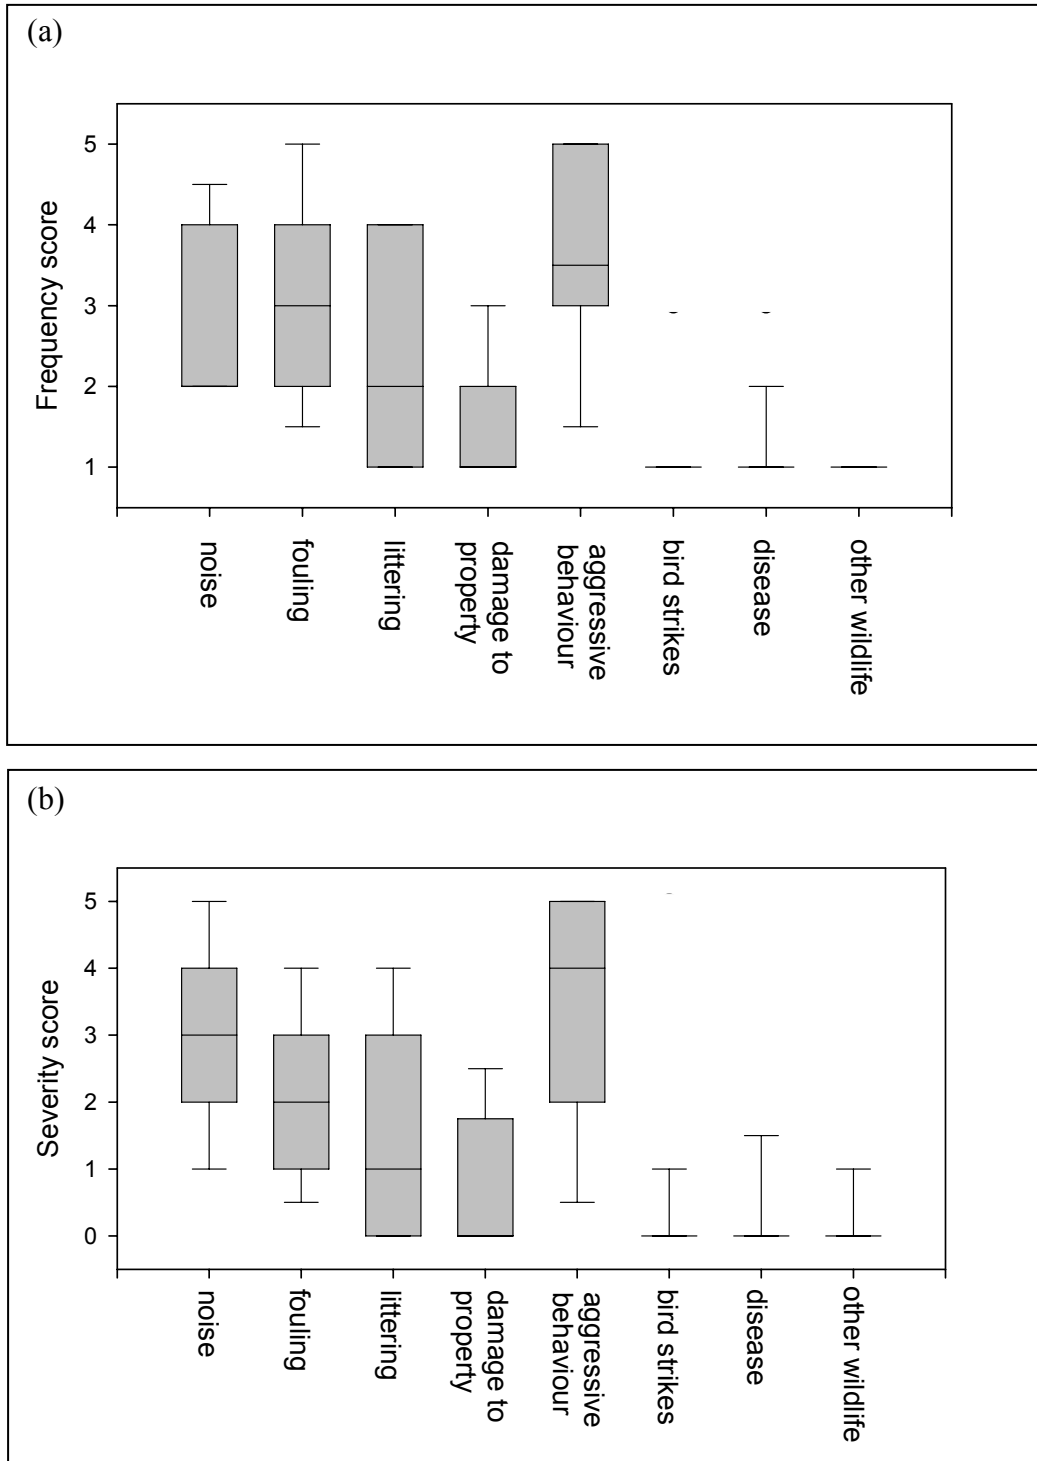 (a)
Frequency score
5
4
3
2
1
noise
fouling
littering
damage to
property
aggressive
behaviour
bird strikes
disease
other wildlife
(b)
Severity score
5
4
3
2
1
0
noise
fouling
littering
damage to
property
aggressive
behaviour
bird strikes
disease
other wildlife